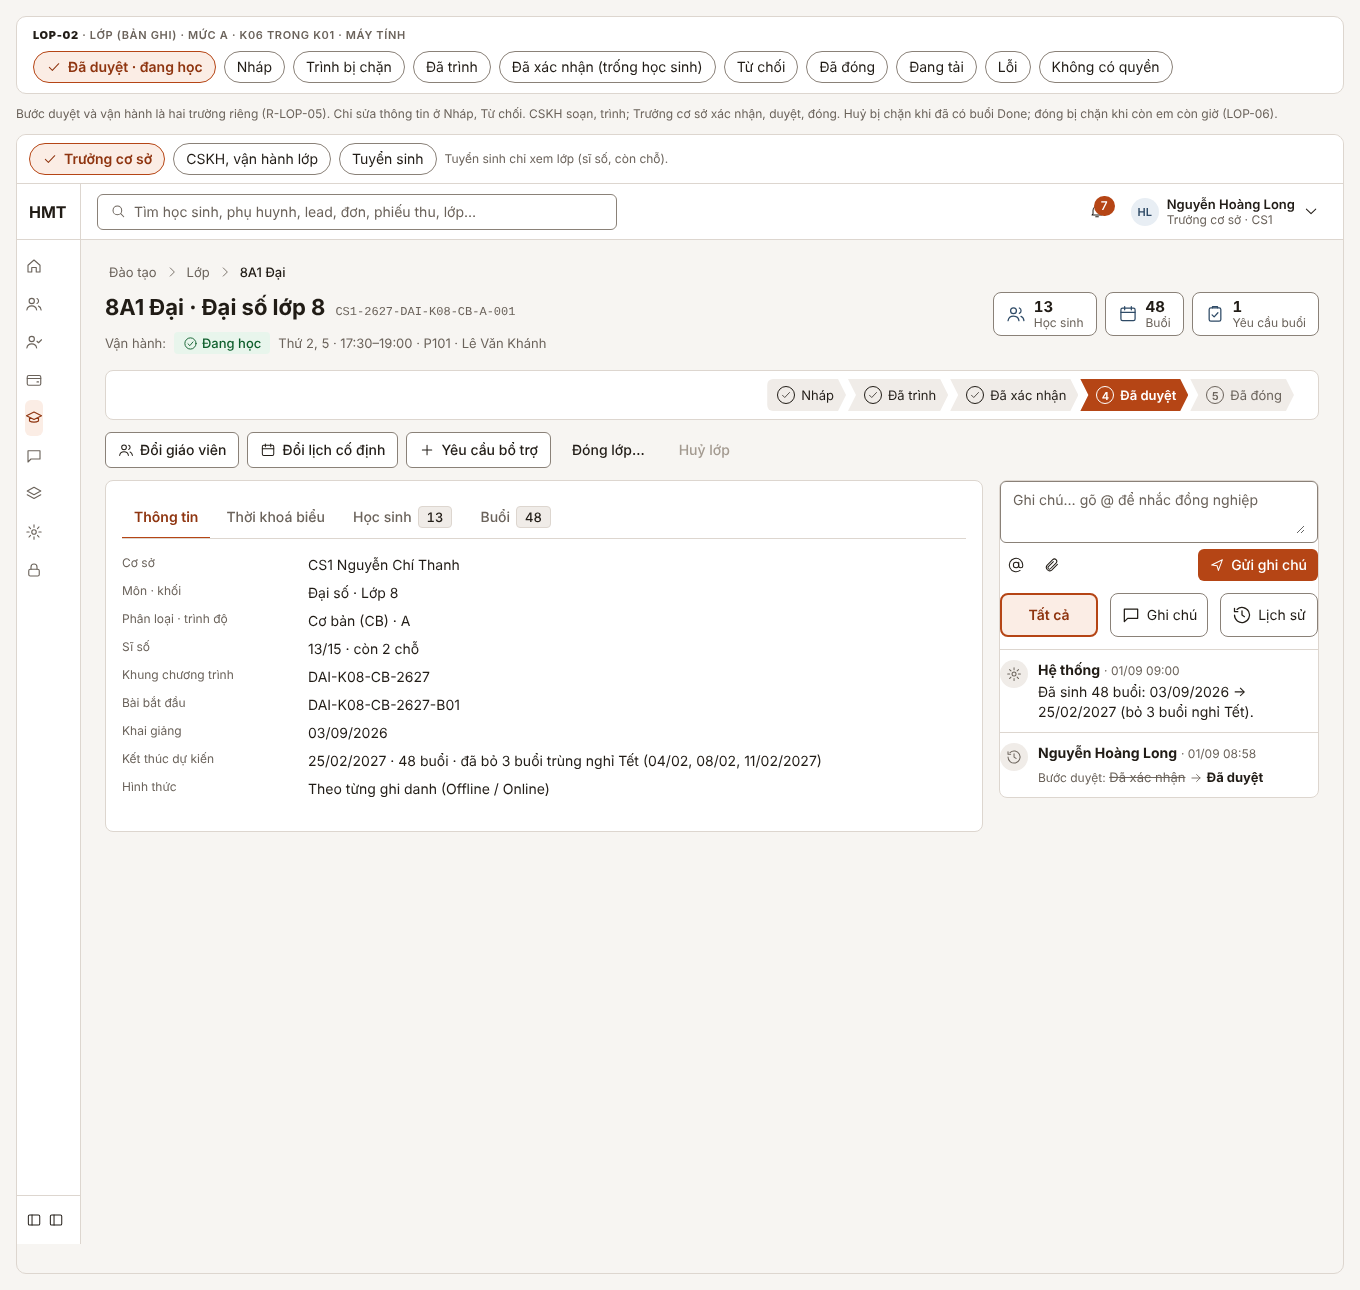 LOP-02 · LỚP (BẢN GHI) · MỨC A · K06 TRONG K01 · MÁY TÍNH
Đã duyệt · đang học
Nháp
Trình bị chặn
Đã trình
Đã xác nhận (trống học sinh)
Từ chối
Đã đóng
Đang tải
Lỗi
Không có quyền
Bước duyệt và vận hành là hai trường riêng (R-LOP-05). Chỉ sửa thông tin ở Nháp, Từ chối. CSKH soạn, trình; Trưởng cơ sở xác nhận, duyệt, đóng. Huỷ bị chặn khi đã có buổi Done; đóng bị chặn khi còn em còn giờ (LOP-06).
Trưởng cơ sở
CSKH, vận hành lớp
Tuyển sinh
Tuyển sinh chỉ xem lớp (sĩ số, còn chỗ).
HMT
Tìm học sinh, phụ huynh, lead, đơn, phiếu thu, lớp...
7
HL
Nguyễn Hoàng Long
Trưởng cơ sở · CS1
Đào tạo
Lớp
8A1 Đại
8A1 Đại · Đại số lớp 8
CS1-2627-DAI-K08-CB-A-001
13
Học sinh
48
Buổi
1
Yêu cầu buổi
Vận hành:
Đang học
Thứ 2, 5 · 17:30–19:00 · P101 · Lê Văn Khánh
Nháp
Đã trình
Đã xác nhận
4 Đã duyệt
5 Đã đóng
Đổi giáo viên
Đổi lịch cố định
Yêu cầu bổ trợ
Đóng lớp...
Huỷ lớp
Thông tin
Thời khoá biểu
Học sinh 13
Buổi 48
Cơ sở
CS1 Nguyễn Chí Thanh
Môn · khối
Đại số · Lớp 8
Phân loại · trình độ
Cơ bản (CB) · A
Sĩ số
13/15 · còn 2 chỗ
Khung chương trình
DAI-K08-CB-2627
Bài bắt đầu
DAI-K08-CB-2627-B01
Khai giảng
03/09/2026
Kết thúc dự kiến
25/02/2027 · 48 buổi · đã bỏ 3 buổi trùng nghỉ Tết (04/02, 08/02, 11/02/2027)
Hình thức
Theo từng ghi danh (Offline / Online)
Ghi chú... gõ @ để nhắc đồng nghiệp
Gửi ghi chú
Tất cả
Ghi chú
Lịch sử
Hệ thống · 01/09 09:00
Đã sinh 48 buổi: 03/09/2026 →
25/02/2027 (bỏ 3 buổi nghỉ Tết).
Nguyễn Hoàng Long · 01/09 08:58
Bước duyệt: Đã xác nhận → Đã duyệt